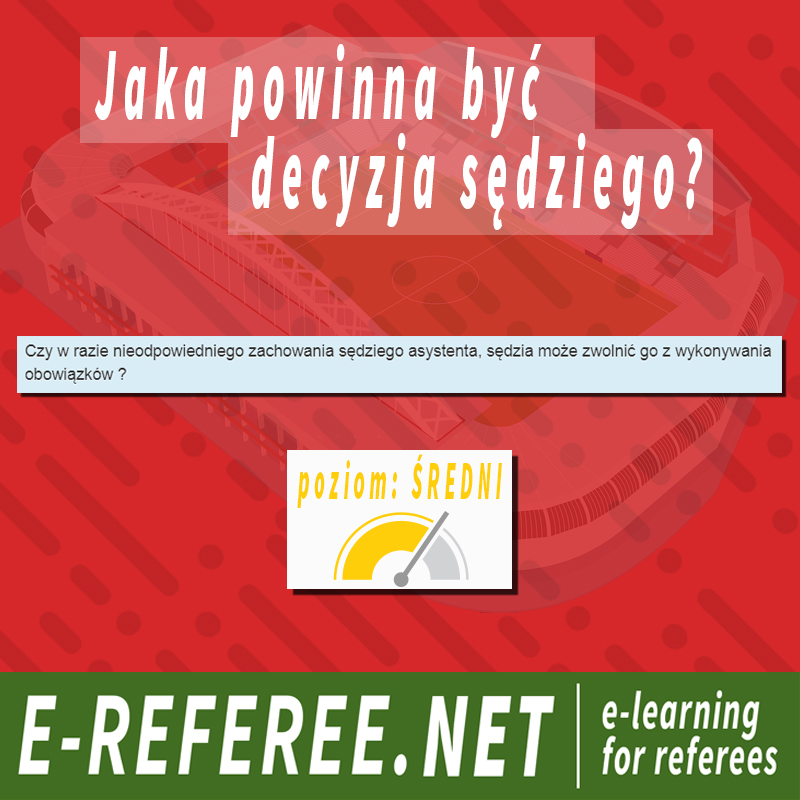 Jaka powinna być
decyzja sędziego?
Czy w razie nieodpowiedniego zachowania sędziego asystenta, sędzia może zwolnić go z wykonywania
obowiązków ?
poziom: ŚREDNI
E-REFEREE.NET
e-learning
for referees